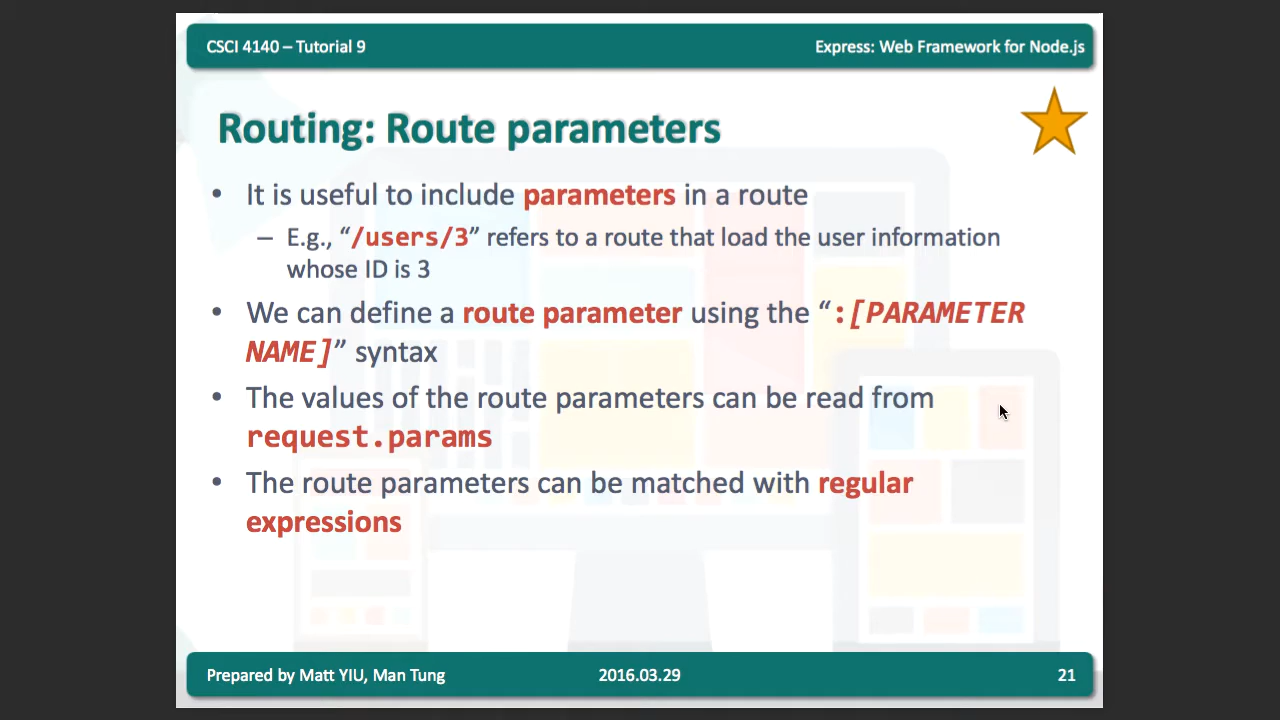 CSCI 4140 – Tutorial 9
Express: Web Framework for Node.js
Routing: Route parameters
• It is useful to include parameters in a route
– E.g., “/users/3” refers to a route that load the user information
whose ID is 3
• We can define a route parameter using the “:[PARAMETER
NAME]” syntax
• The values of the route parameters can be read from
request.params
• The route parameters can be matched with regular
expressions
Prepared by Matt YIU, Man Tung
2016.03.29
21